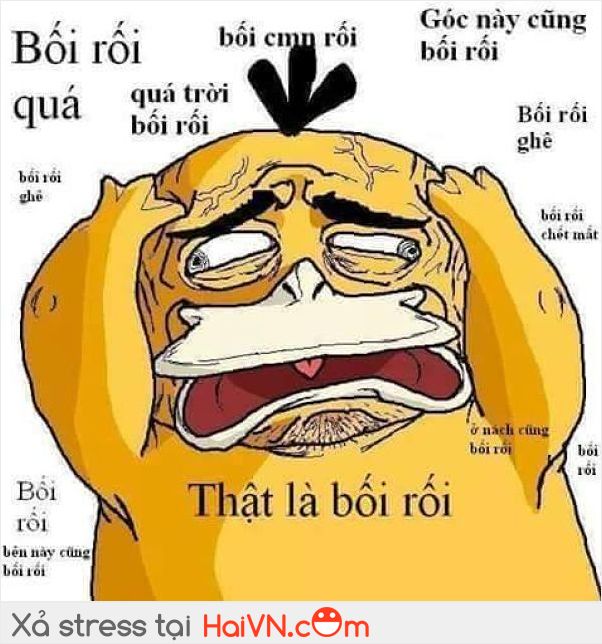 Bối rối
quá
bối cmn rối
Góc này cũng
bối rối
quá trời
bối rối
Bối rối
ghê
bối rối
ghê
bối rối
chết mất
ở nách cũng
bối rối
bối
rối
Thật là bối rối
Bối
rối
bên này cũng
bối rối
Xả stress tại HaiVN.com